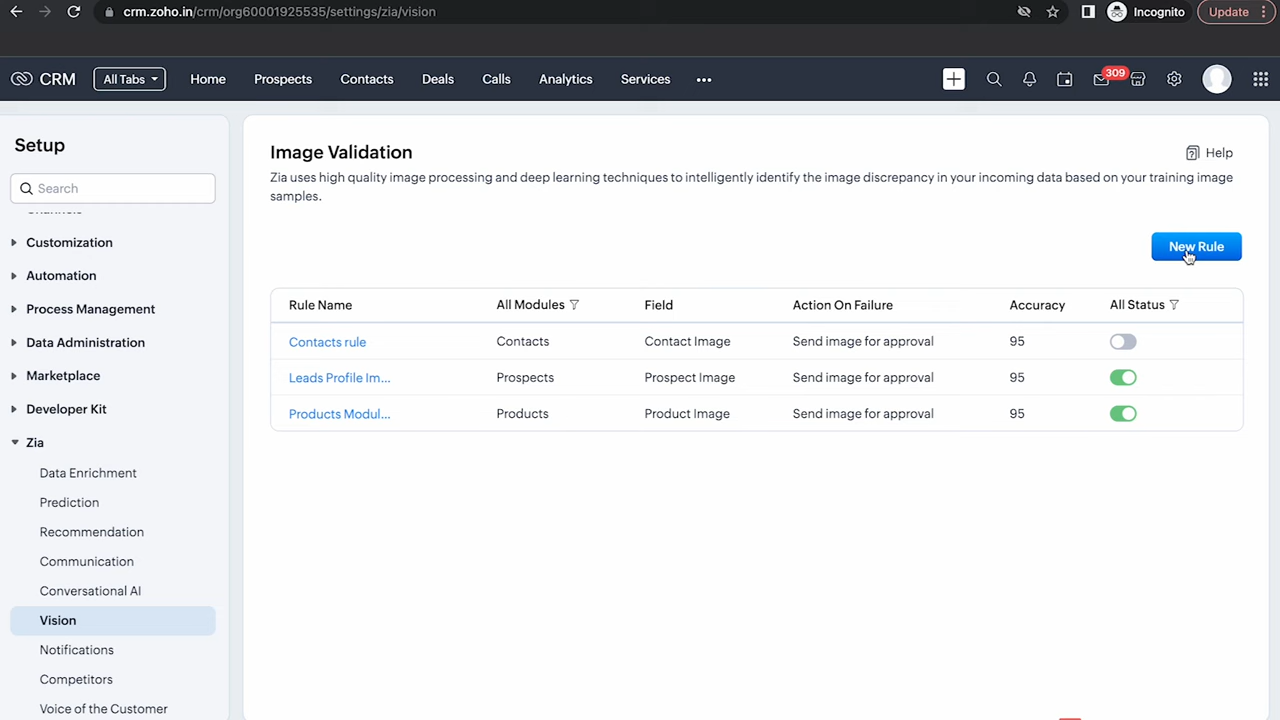 crm.zoho.in/crm/org60001925535/settings/zia/vision Incognito Update
CRM All Tabs Home Prospects Contacts Deals Calls Analytics Services ••• 309
Setup
Search
Customization
Automation
Process Management
Data Administration
Marketplace
Developer Kit
Zia
Data Enrichment
Prediction
Recommendation
Communication
Conversational AI
Vision
Notifications
Competitors
Voice of the Customer
Image Validation Help
Zia uses high quality image processing and deep learning techniques to intelligently identify the image discrepancy in your incoming data based on your training image
samples.
New Rule
Rule Name All Modules Field Action On Failure Accuracy All Status
Contacts rule Contacts Contact Image Send image for approval 95
Leads Profile Im... Prospects Prospect Image Send image for approval 95
Products Modul... Products Product Image Send image for approval 95